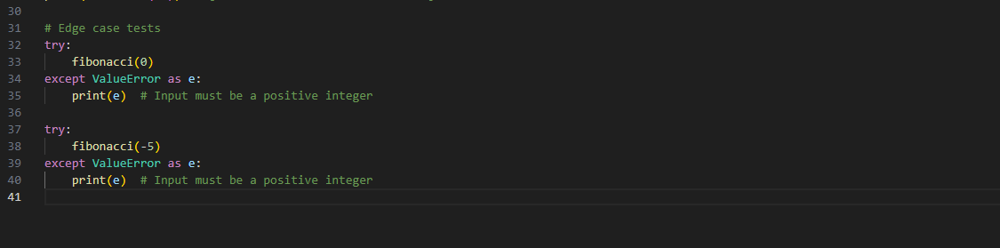 30
31 # Edge case tests
32 try:
33     fibonacci(0)
34 except ValueError as e:
35     print(e)  # Input must be a positive integer
36
37 try:
38     fibonacci(-5)
39 except ValueError as e:
40     print(e)  # Input must be a positive integer
41